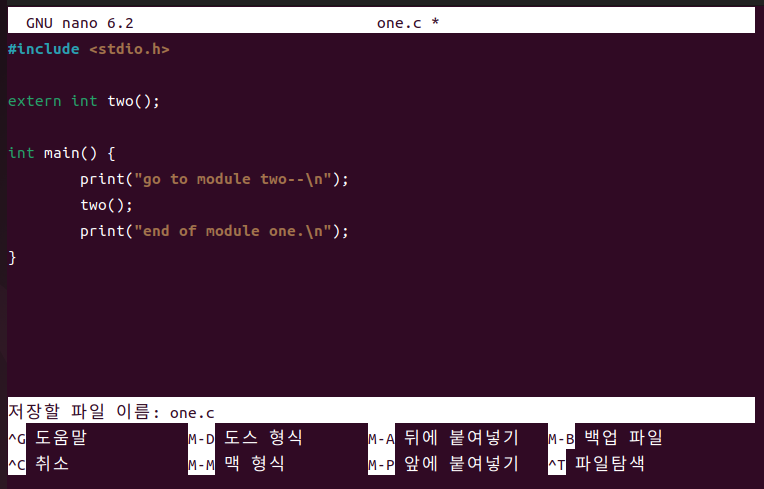 GNU nano 6.2 one.c *
#include <stdio.h>
extern int two();
int main() {
print("go to module two--\n");
two();
print("end of module one.\n");
}
저장할 파일 이름: one.c
^G 도움말 M-D 도스 형식 M-A 뒤에 붙여넣기 M-B 백업 파일
^C 취소 M-M 맥 형식 M-P 앞에 붙여넣기 ^T 파일탐색